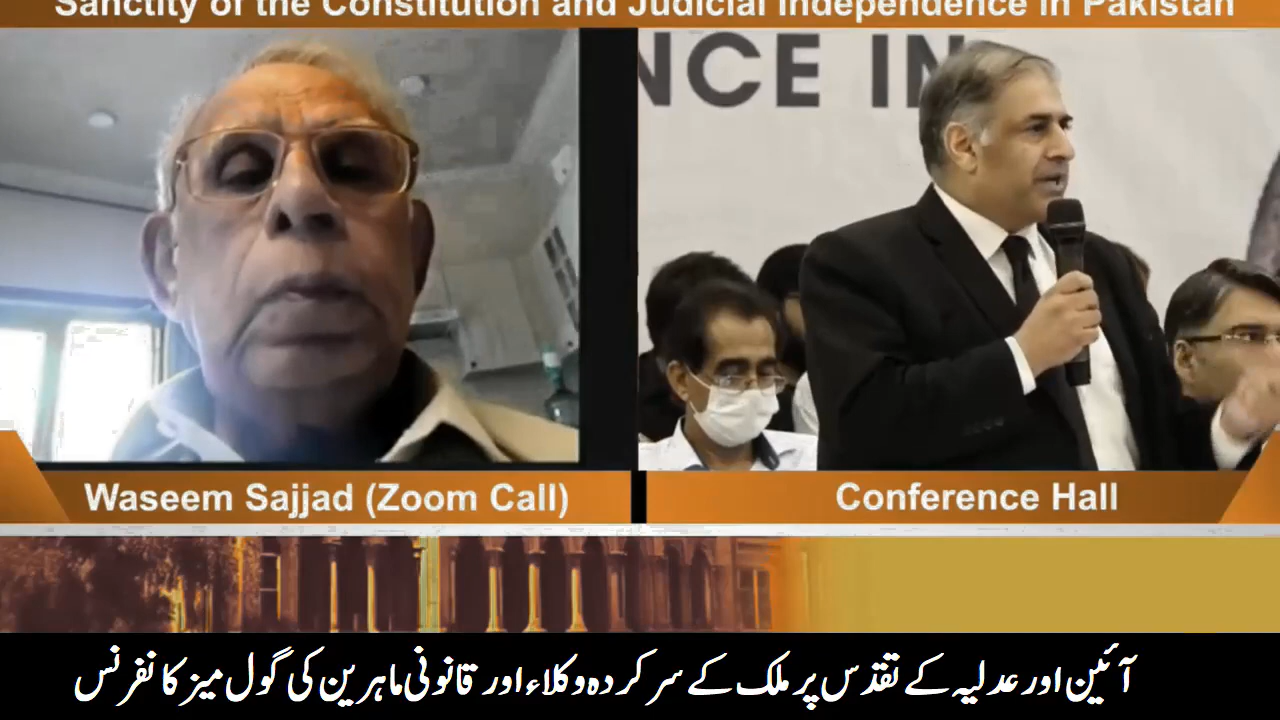 Sanctity of the Constitution and Judicial Independence in Pakistan
NCE IN
Waseem Sajjad (Zoom Call)
Conference Hall
آئین اور عدلیہ کے تقدس پر ملک کے سرکردہ وکلاء اور قانونی ماہرین کی گول میز کانفرنس